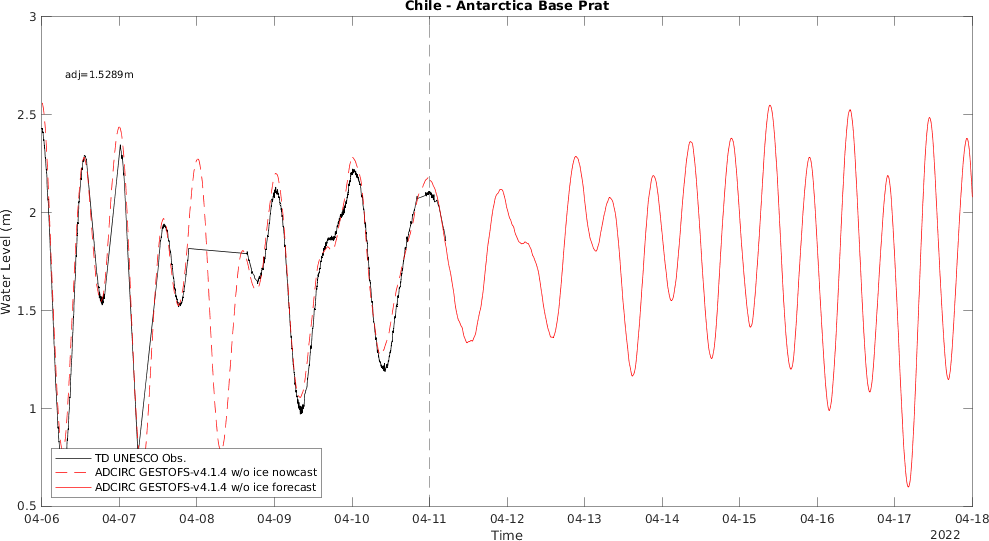 Chile - Antarctica Base Prat
adj=1.5289m
3
2.5
2
1.5
1
0.5
Water Level (m)
TD UNESCO Obs.
ADCIRC GESTOFS-v4.1.4 w/o ice nowcast
ADCIRC GESTOFS-v4.1.4 w/o ice forecast
04-06 04-07 04-08 04-09 04-10 04-11 04-12 04-13 04-14 04-15 04-16 04-17 04-18
Time
2022